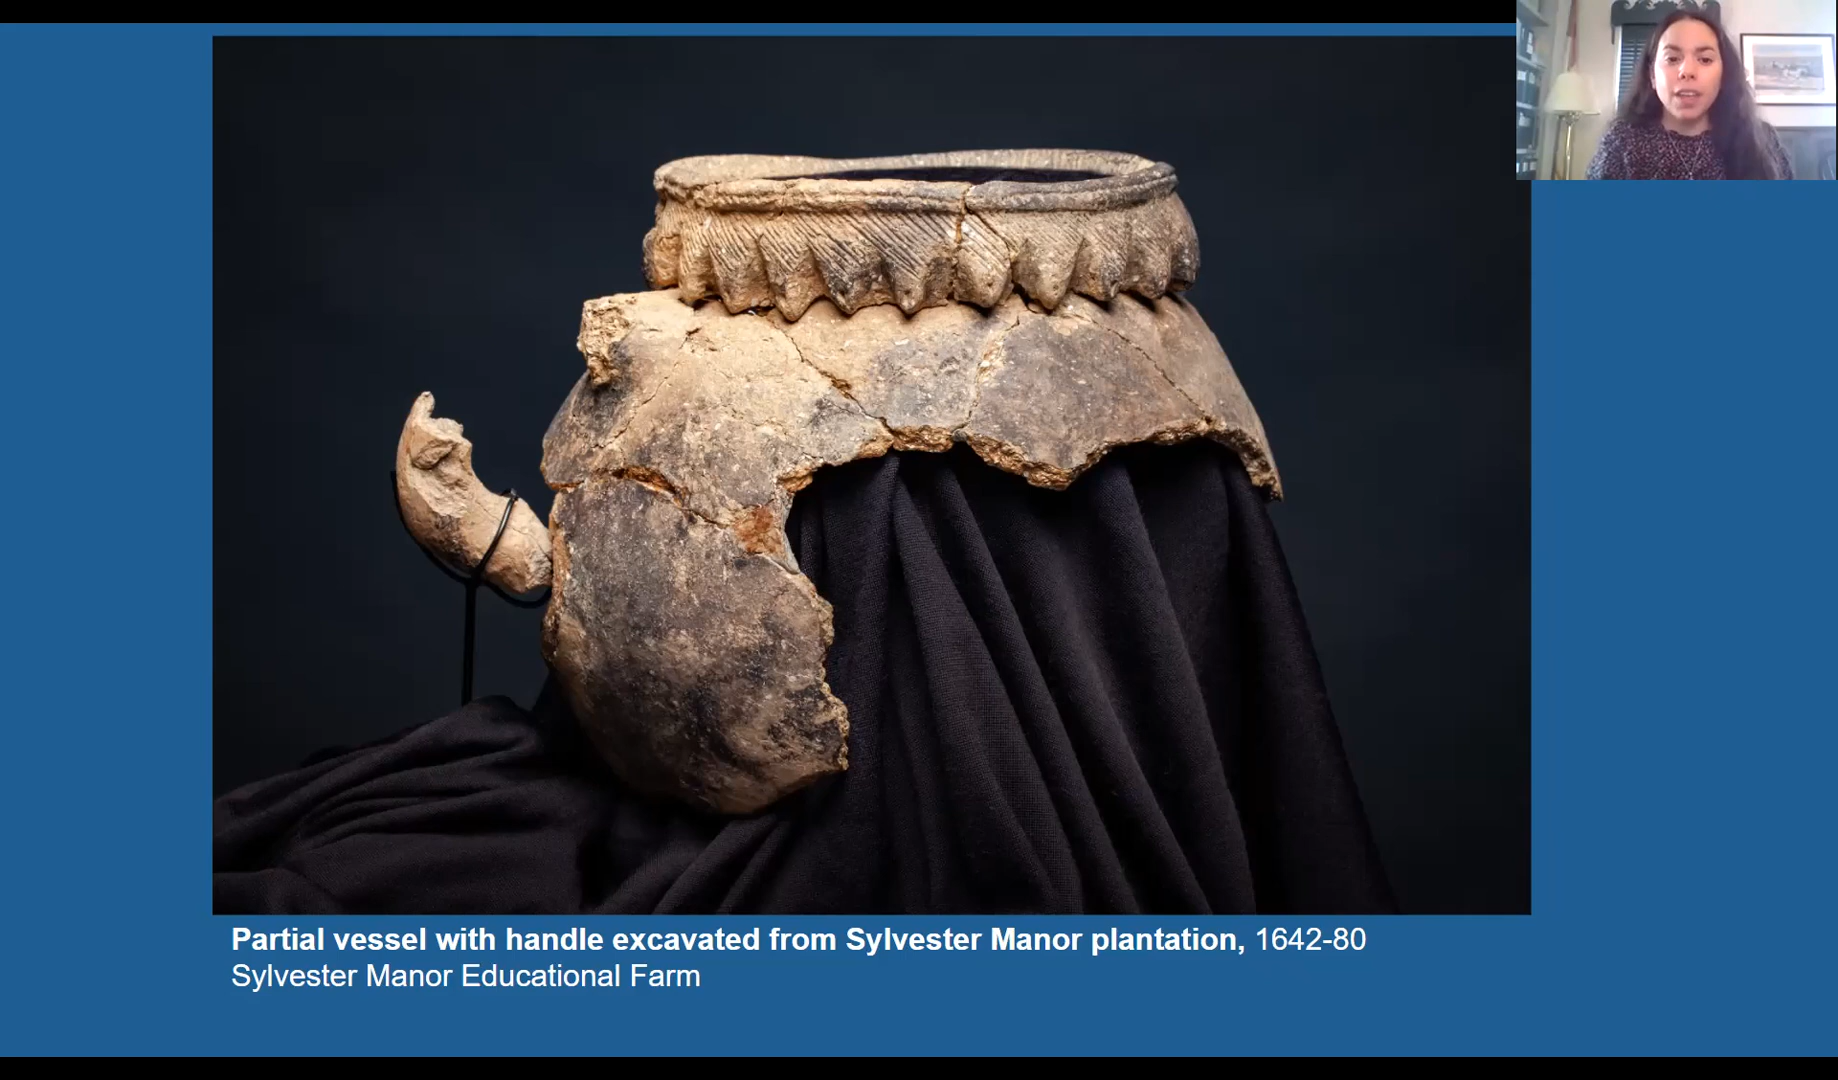 Partial vessel with handle excavated from Sylvester Manor plantation, 1642-80
Sylvester Manor Educational Farm